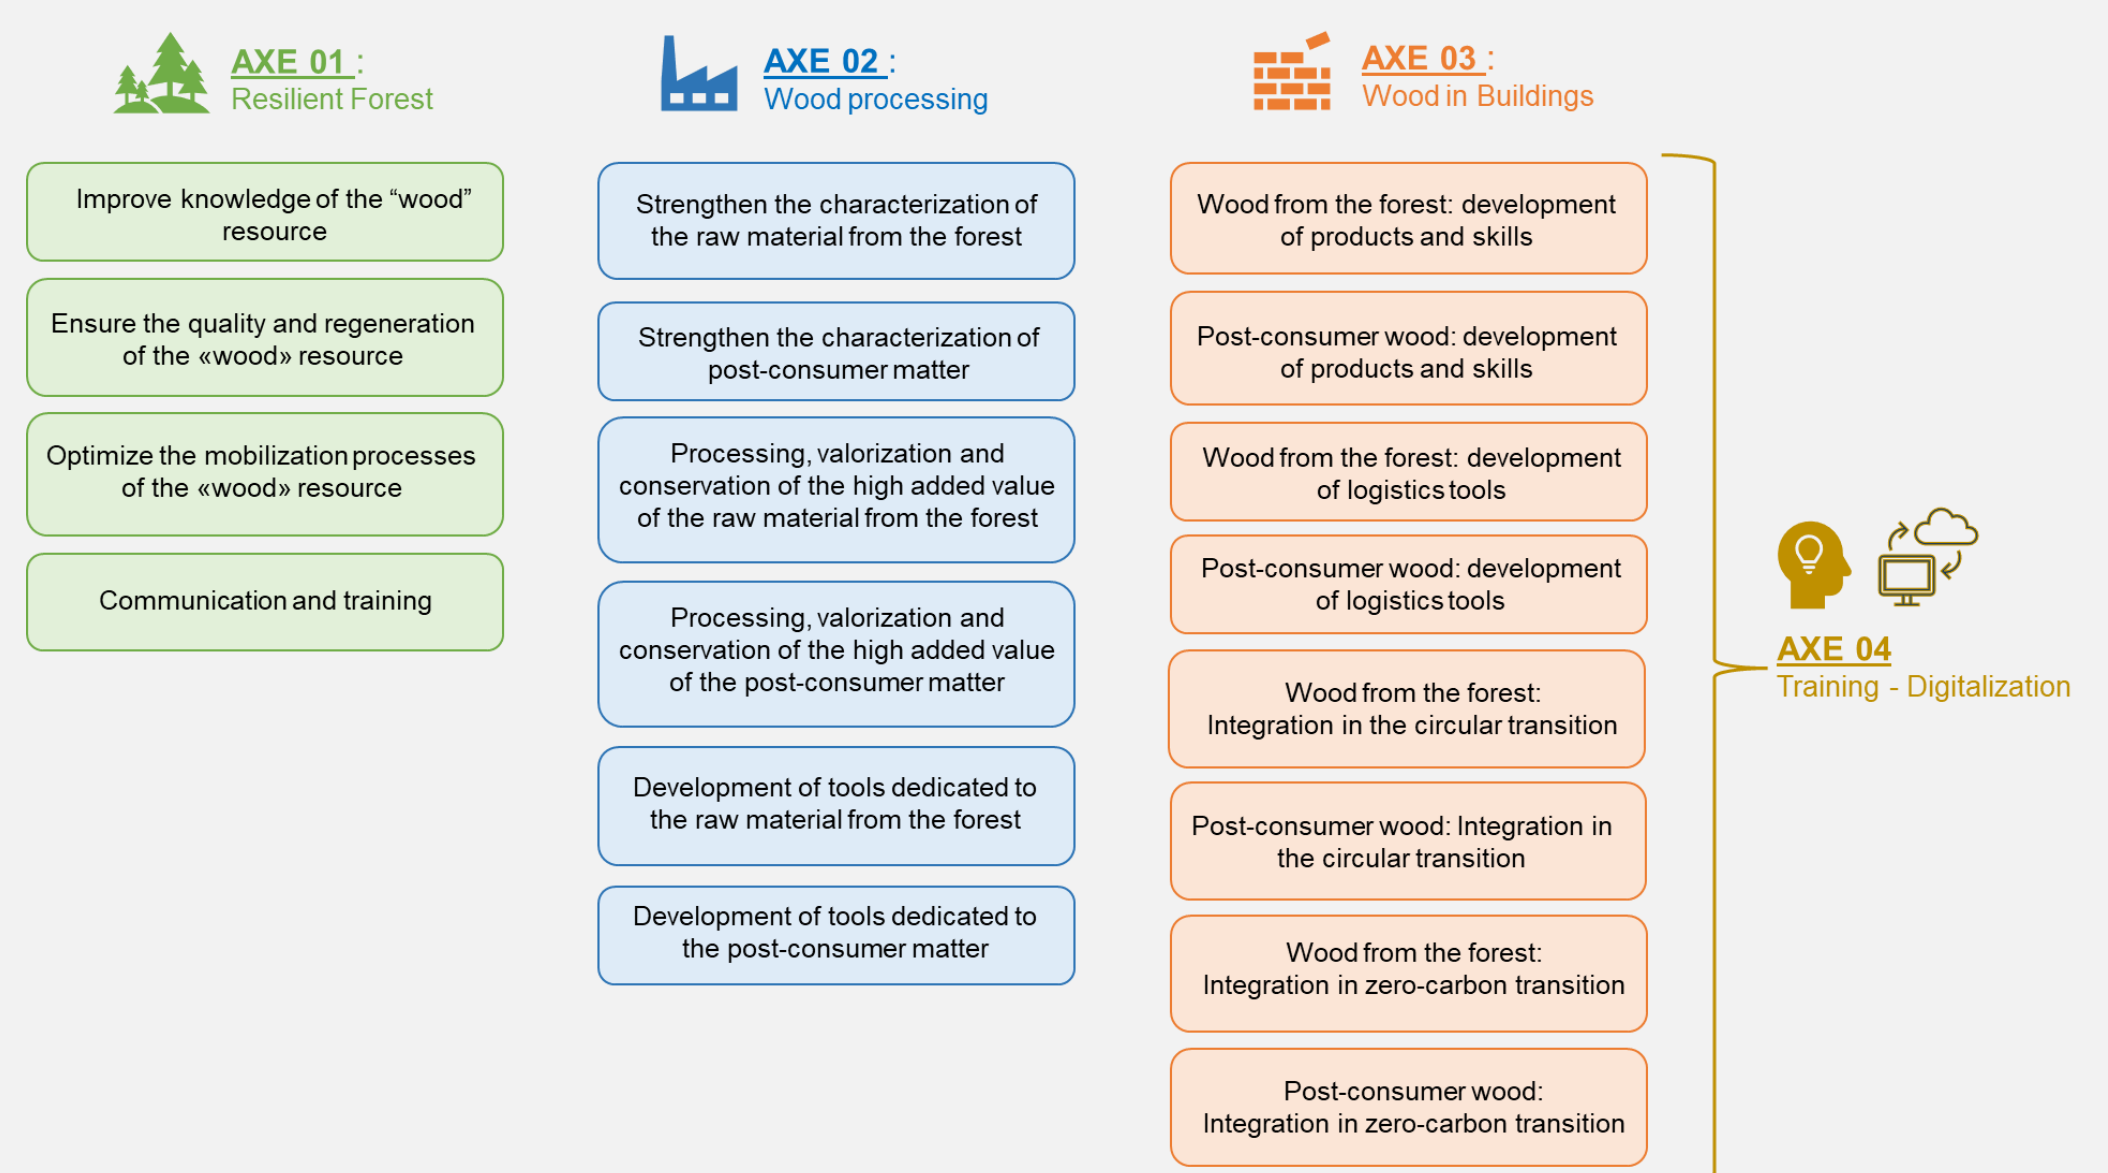 AXE 01 :
Resilient Forest
Improve knowledge of the “wood”
resource
Ensure the quality and regeneration
of the «wood» resource
Optimize the mobilization processes
of the «wood» resource
Communication and training
AXE 02 :
Wood processing
Strengthen the characterization of
the raw material from the forest
Strengthen the characterization of
post-consumer matter
Processing, valorization and
conservation of the high added value
of the raw material from the forest
Processing, valorization and
conservation of the high added value
of the post-consumer matter
Development of tools dedicated to
the raw material from the forest
Development of tools dedicated to
the post-consumer matter
AXE 03 :
Wood in Buildings
Wood from the forest: development
of products and skills
Post-consumer wood: development
of products and skills
Wood from the forest: development
of logistics tools
Post-consumer wood: development
of logistics tools
Wood from the forest:
Integration in the circular transition
Post-consumer wood: Integration in
the circular transition
Wood from the forest:
Integration in zero-carbon transition
Post-consumer wood:
Integration in zero-carbon transition
AXE 04
Training - Digitalization